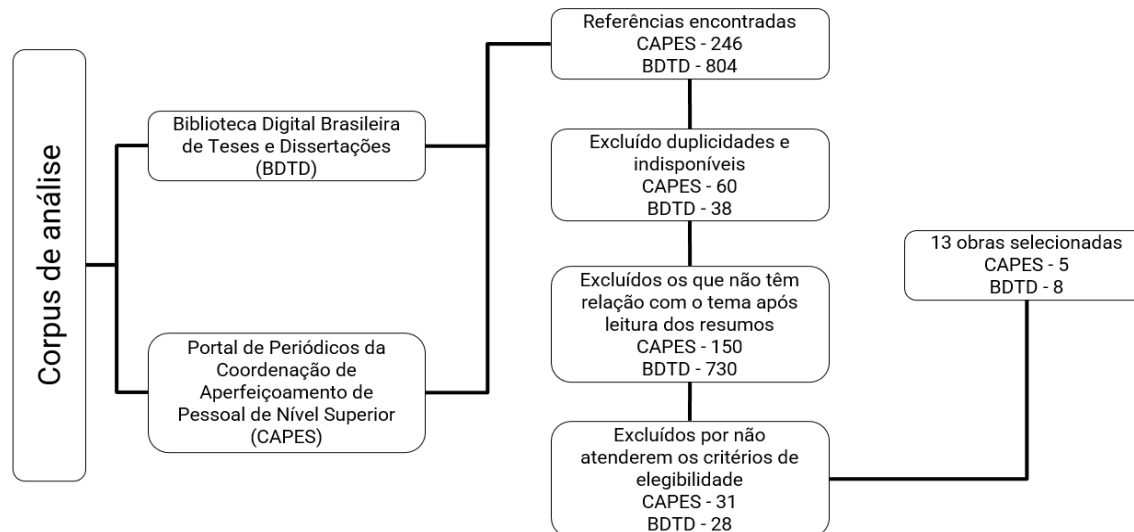 Corpus de análise
Biblioteca Digital Brasileira
de Teses e Dissertações
(BDTD)
Portal de Periódicos da
Coordenação de
Aperfeiçoamento de
Pessoal de Nível Superior
(CAPES)
Referências encontradas
CAPES - 246
BDTD - 804
Excluído duplicidades e
indisponíveis
CAPES - 60
BDTD - 38
Excluídos os que não têm
relação com o tema após
leitura dos resumos
CAPES - 150
BDTD - 730
Excluídos por não
atenderem os critérios de
elegibilidade
CAPES - 31
BDTD - 28
13 obras selecionadas
CAPES - 5
BDTD - 8